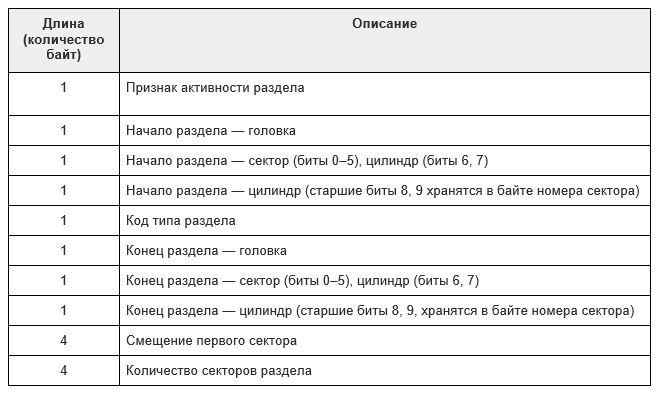 Длина
(количество
байт)
Описание
1
Признак активности раздела
1
Начало раздела — головка
1
Начало раздела — сектор (биты 0–5), цилиндр (биты 6, 7)
1
Начало раздела — цилиндр (старшие биты 8, 9 хранятся в байте номера сектора)
1
Код типа раздела
1
Конец раздела — головка
1
Конец раздела — сектор (биты 0–5), цилиндр (биты 6, 7)
1
Конец раздела — цилиндр (старшие биты 8, 9, хранятся в байте номера сектора)
4
Смещение первого сектора
4
Количество секторов раздела